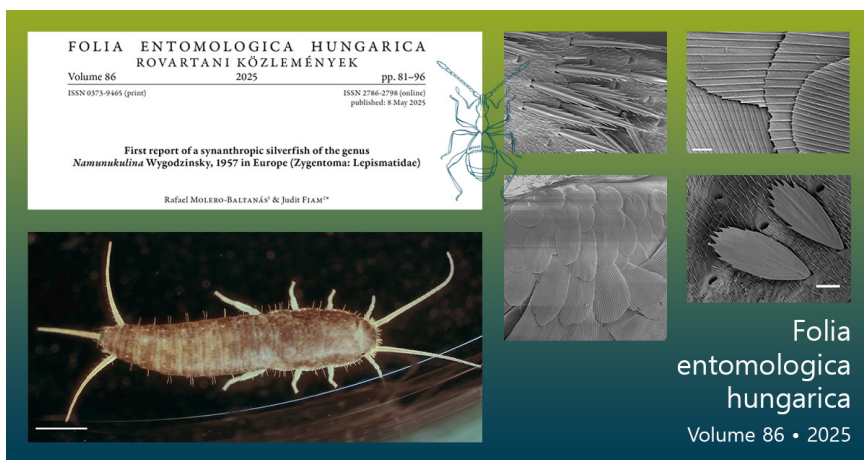 FOLIA ENTOMOLOGICA HUNGARICA
ROVARTANI KÖZLEMÉNYEK
Volume 86 2025 pp. 81–96
ISSN 0373-9465 (print) ISSN 2786-2798 (online)
published: 8 May 2025
First report of a synanthropic silverfish of the genus
Namunukulina Wygodzinsky, 1957 in Europe (Zygentoma: Lepismatidae)
Rafael Molero-Baltanás¹ & Judit Fiam²*
Folia
entomologica
hungarica
Volume 86 • 2025